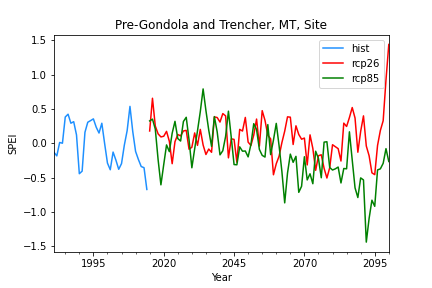 Pre-Gondola and Trencher, MT, Site
1.5
1.0
0.5
0.0
−0.5
−1.0
−1.5
SPEI
hist
rcp26
rcp85
1995 2020 2045 2070 2095
Year